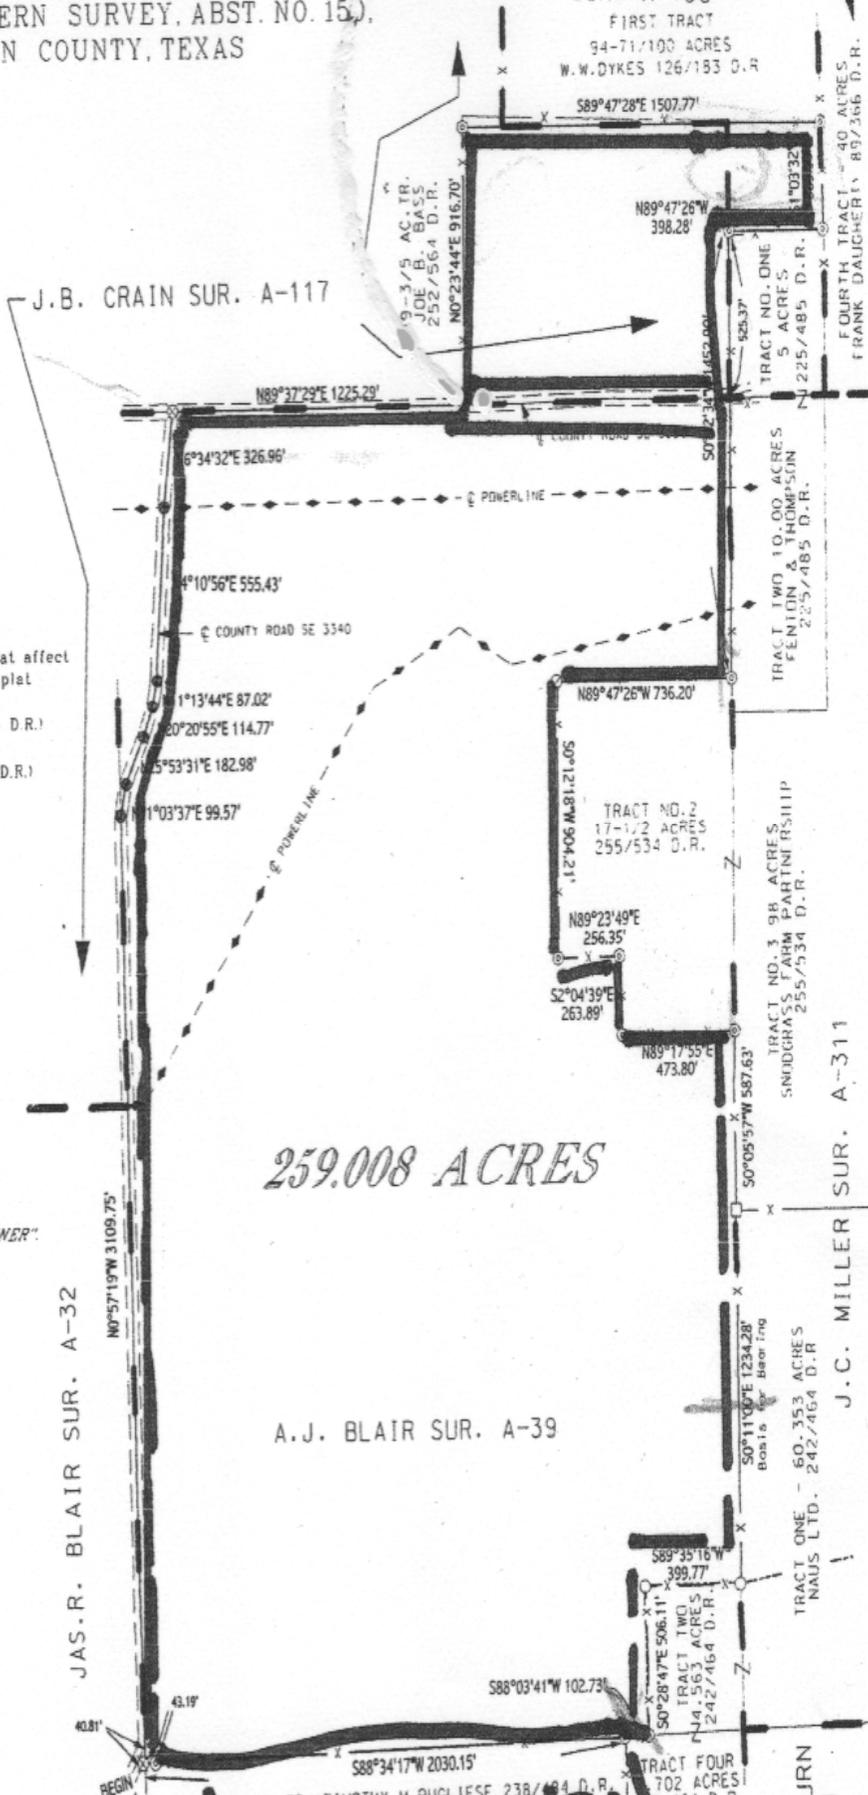 ERN SURVEY, ABST. NO. 15),
N COUNTY, TEXAS
FIRST TRACT
94-71/100 ACRES
W.W.DYKES 126/183 D.R
S89°47'28"E 1507.77'
FOURTH TRACT - 40 ACRES
FRANK DAUGHERTY 89/366 D.R.
1°03'32"
N89°47'26"W
398.28'
9-3/5 AC.TR.
JOE B. BASS
252/564 D.R.
N0°23'44"E 916.70'
TRACT NO. ONE
5 ACRES
225/485 D.R.
525.37'
J.B. CRAIN SUR. A-117
N89°37'29"E 1225.29'
℄ COUNTY ROAD SE
6°34'32"E 326.96'
℄ POWERLINE
TRACT TWO 10.00 ACRES
FENTON & THOMPSON
225/485 D.R.
4°10'56"E 555.43'
℄ COUNTY ROAD SE 3340
at affect
plat
D.R.)
D.R.)
1°13'44"E 87.02'
20°20'55"E 114.77'
5°53'31"E 182.98'
1°03'37"E 99.57'
N89°47'26"W 736.20'
S0°12'18"W 904.21'
TRACT NO.2
17-1/2 ACRES
255/534 D.R.
℄ POWERLINE
TRACT NO.3 98 ACRES
SNODGRASS FARM PARTNERSHIP
255/534 D.R.
N89°23'49"E
256.35'
S2°04'39"E
263.89'
N89°17'55"E
473.80'
S0°05'57"W 587.63'
259.008 ACRES
J.C. MILLER SUR. A-311
WER".
N0°57'19"W 3109.75'
JAS.R. BLAIR SUR. A-32
S0°11'00"E 1234.28'
Basis for Bearing
A.J. BLAIR SUR. A-39
TRACT ONE - 60.353 ACRES
NAUS LTD. 242/464 D.R
S89°35'16"W
399.77'
S0°28'47"E 506.11'
TRACT TWO
4.563 ACRES
242/464 D.R.
S88°03'41"W 102.73'
43.19'
40.81'
BEGIN
S88°34'17"W 2030.15'
TRACT FOUR
702 ACRES
M PUGLIESE 238/ D.R.
URN